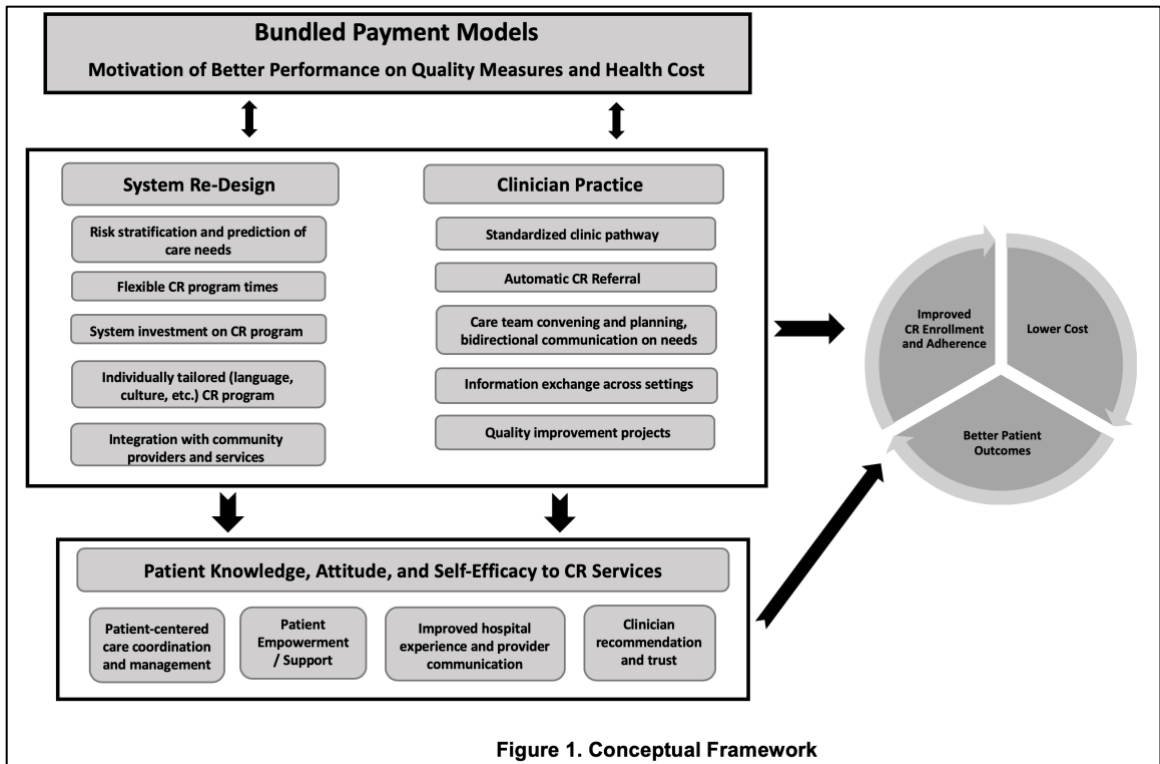 Bundled Payment Models
Motivation of Better Performance on Quality Measures and Health Cost
System Re-Design
Risk stratification and prediction of
care needs
Flexible CR program times
System investment on CR program
Individually tailored (language,
culture, etc.) CR program
Integration with community
providers and services
Clinician Practice
Standardized clinic pathway
Automatic CR Referral
Care team convening and planning,
bidirectional communication on needs
Information exchange across settings
Quality improvement projects
Improved
CR Enrollment
and Adherence
Lower Cost
Better Patient
Outcomes
Patient Knowledge, Attitude, and Self-Efficacy to CR Services
Patient-centered
care coordination
and management
Patient
Empowerment
/ Support
Improved hospital
experience and provider
communication
Clinician
recommendation
and trust
Figure 1. Conceptual Framework